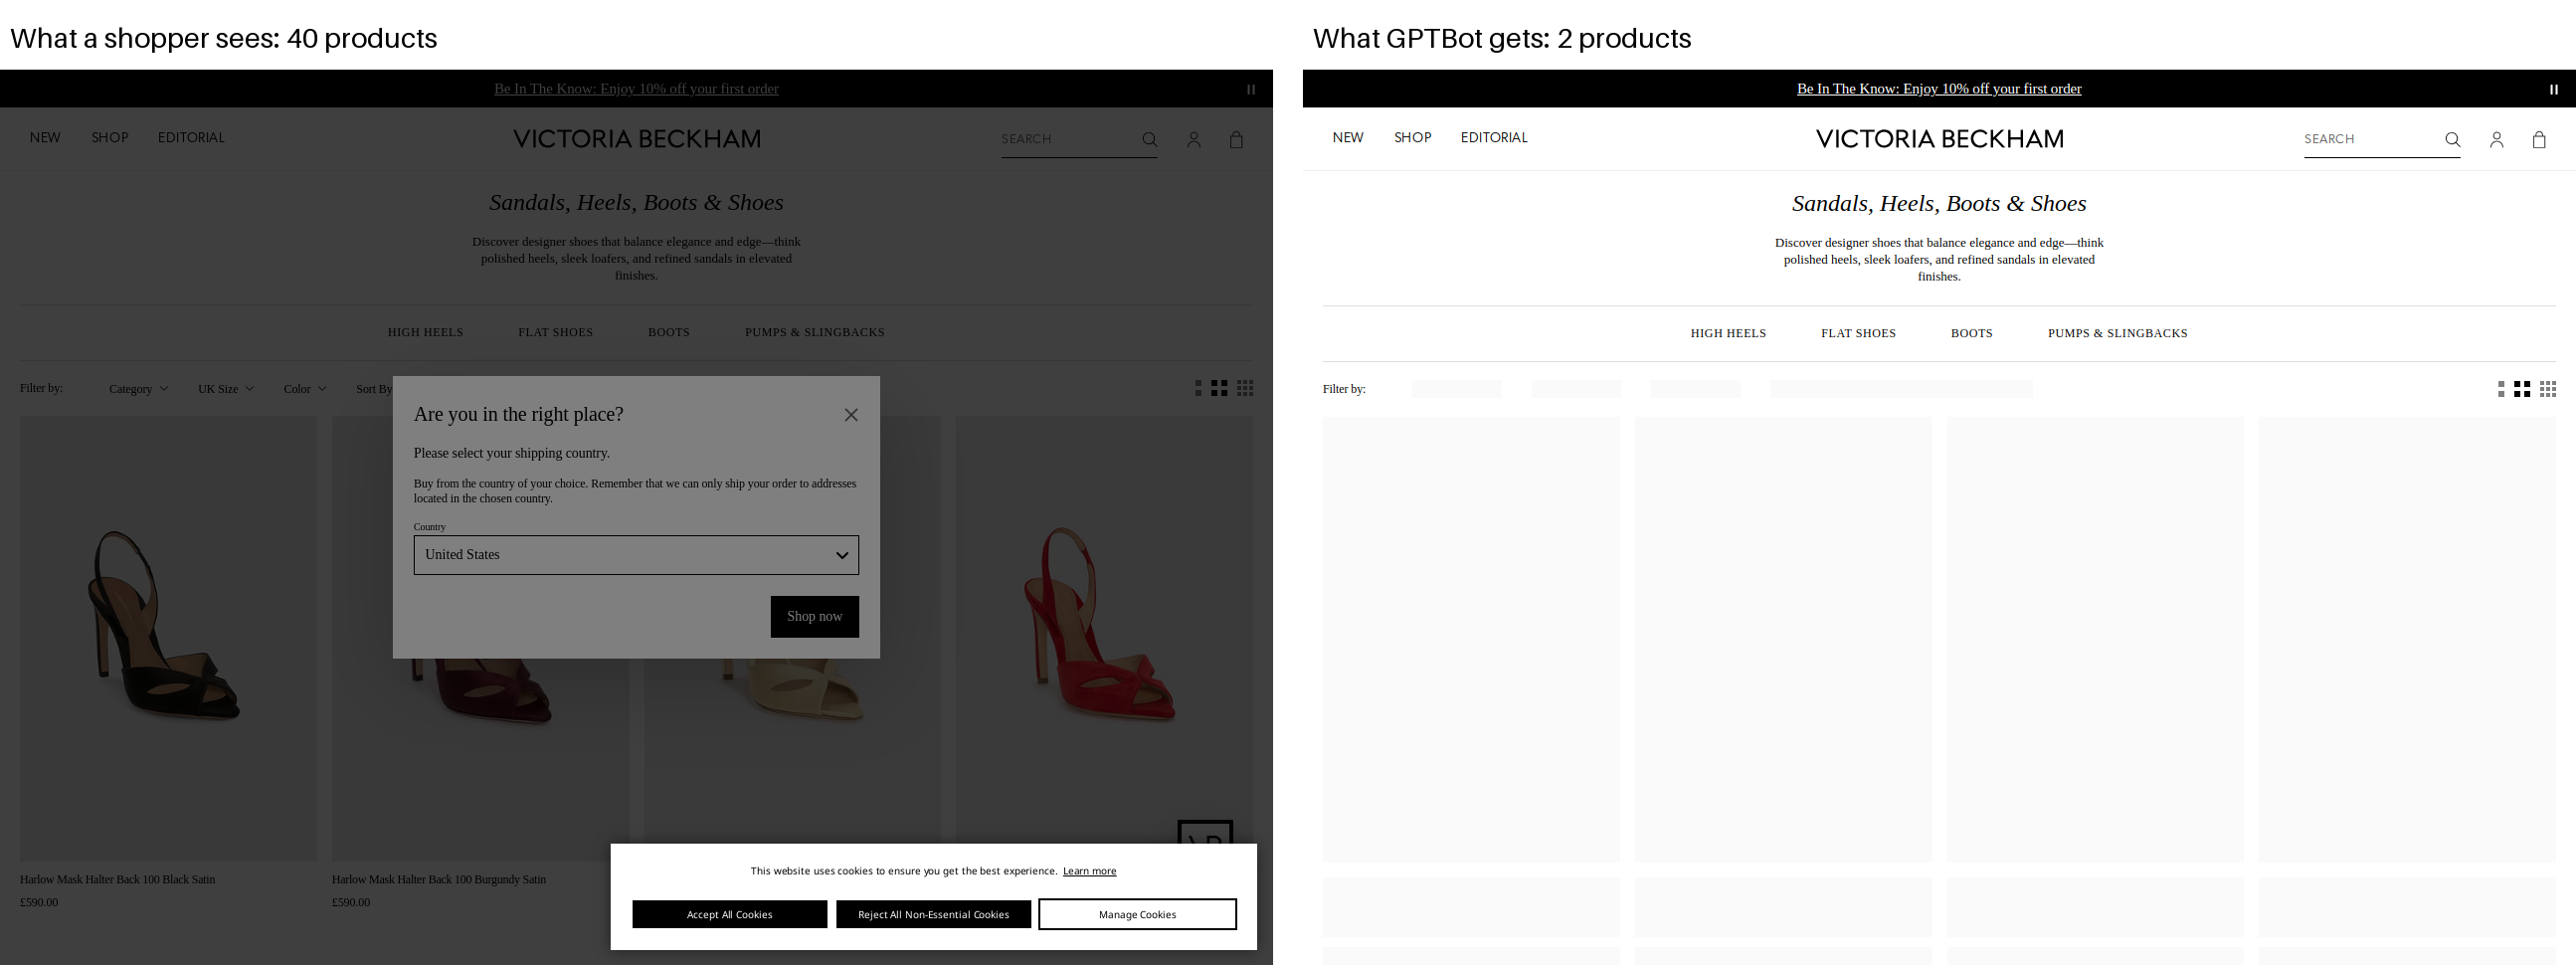 What a shopper sees: 40 products
Be In The Know: Enjoy 10% off your first order
NEW SHOP EDITORIAL VICTORIA BECKHAM SEARCH
Sandals, Heels, Boots & Shoes
Discover designer shoes that balance elegance and edge—think
polished heels, sleek loafers, and refined sandals in elevated
finishes.
HIGH HEELS FLAT SHOES BOOTS PUMPS & SLINGBACKS
Filter by: Category UK Size Color Sort By
Are you in the right place?
Please select your shipping country.
Buy from the country of your choice. Remember that we can only ship your order to addresses
located in the chosen country.
Country
United States
Shop now
Harlow Mask Halter Back 100 Black Satin
£590.00
Harlow Mask Halter Back 100 Burgundy Satin
£590.00
This website uses cookies to ensure you get the best experience. Learn more
Accept All Cookies Reject All Non-Essential Cookies Manage Cookies
What GPTBot gets: 2 products
Be In The Know: Enjoy 10% off your first order
NEW SHOP EDITORIAL VICTORIA BECKHAM SEARCH
Sandals, Heels, Boots & Shoes
Discover designer shoes that balance elegance and edge—think
polished heels, sleek loafers, and refined sandals in elevated
finishes.
HIGH HEELS FLAT SHOES BOOTS PUMPS & SLINGBACKS
Filter by: